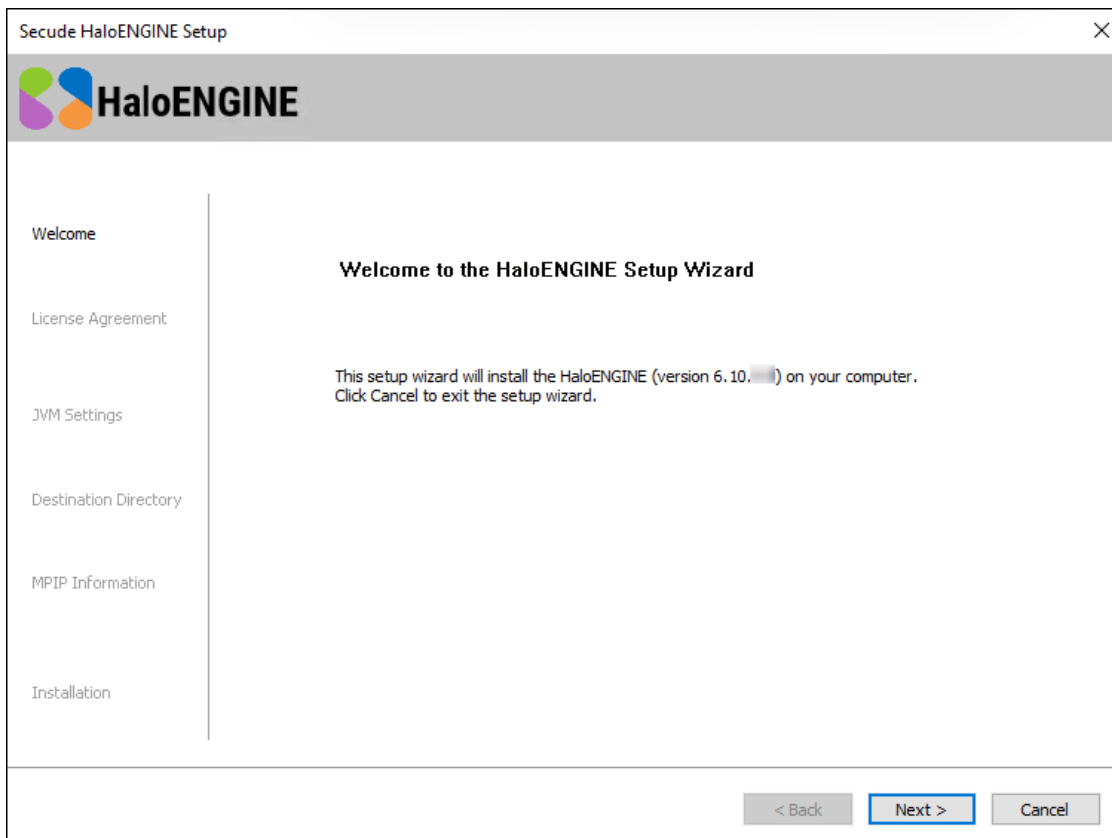 Secude HaloENGINE Setup
HaloENGINE
Welcome
License Agreement
JVM Settings
Destination Directory
MPIP Information
Installation
Welcome to the HaloENGINE Setup Wizard
This setup wizard will install the HaloENGINE (version 6.10. ) on your computer.
Click Cancel to exit the setup wizard.
< Back
Next >
Cancel